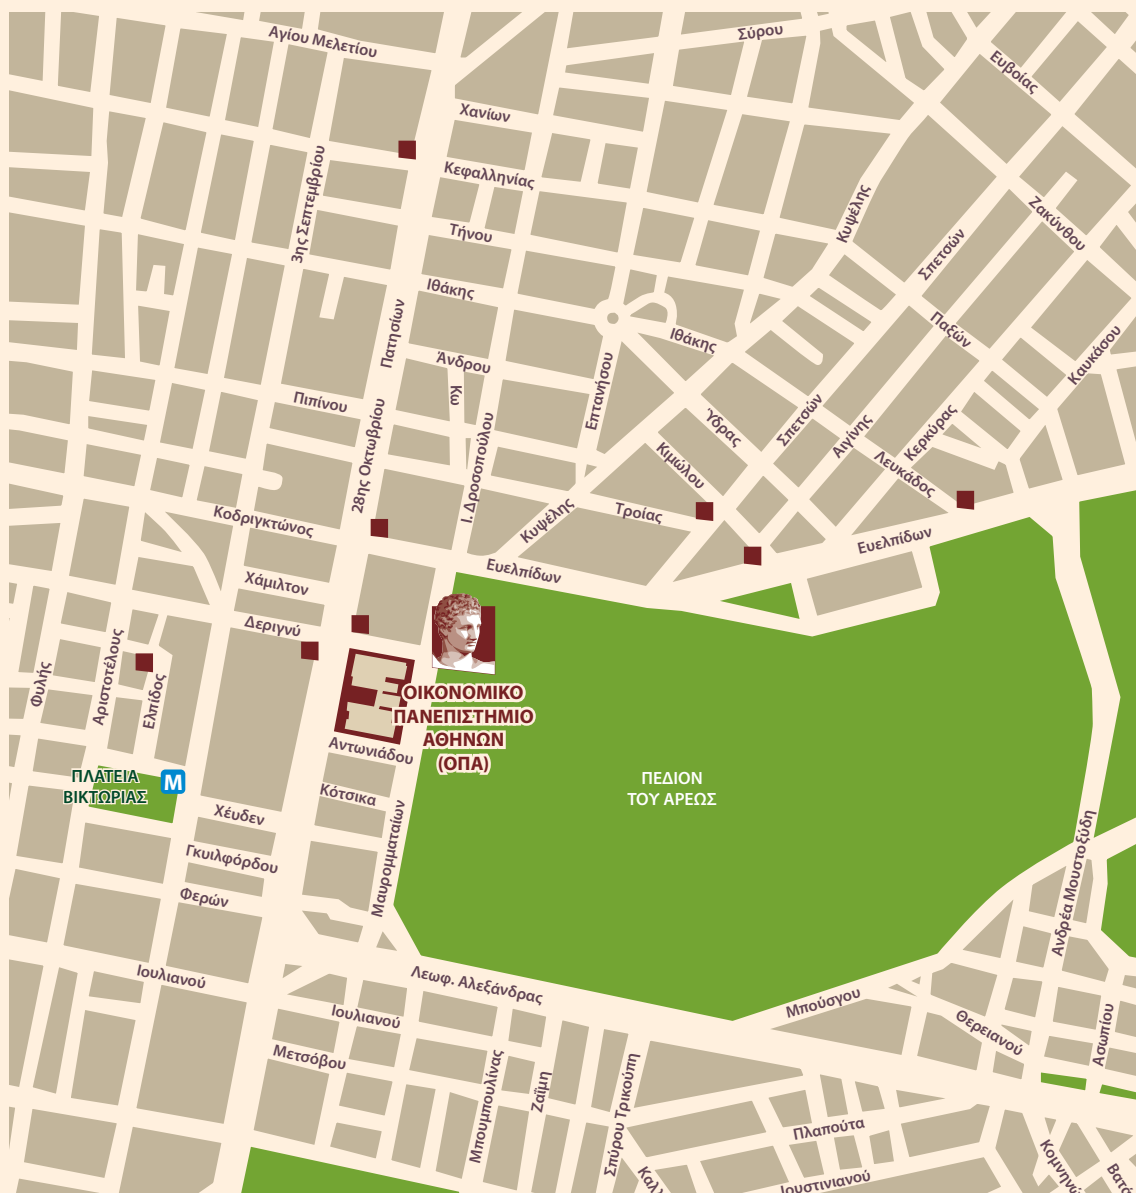 Αγίου Μελετίου
Σύρου
Ευβοίας
Χανίων
Κεφαλληνίας
3ης Σεπτεμβρίου
Κυψέλης
Ζακύνθου
Τήνου
Σπετσών
Ιθάκης
Πατησίων
Ιθάκης
Παξών
Καυκάσου
Άνδρου
Κω
Επτανήσου
Πιπίνου
28ης Οκτωβρίου
Ι. Δροσοπούλου
Ύδρας
Σπετσών
Αιγίνης
Κερκύρας
Κιμώλου
Λευκάδος
Κοδριγκτώνος
Κυψέλης
Τροίας
Ευελπίδων
Ευελπίδων
Χάμιλτον
Δεριγνύ
Φυλής
Αριστοτέλους
Ελπίδος
ΟΙΚΟΝΟΜΙΚΟ
ΠΑΝΕΠΙΣΤΗΜΙΟ
ΑΘΗΝΩΝ
(ΟΠΑ)
Αντωνιάδου
ΠΛΑΤΕΙΑ
ΒΙΚΤΩΡΙΑΣ
M
ΠΕΔΙΟΝ
ΤΟΥ ΑΡΕΩΣ
Κότσικα
Χέυδεν
Μαυρομματαίων
Γκυιλφόρδου
Φερών
Ανδρέα Μουστοξύδη
Ιουλιανού
Λεωφ. Αλεξάνδρας
Μπούσγου
Ιουλιανού
Θερειανού
Ασωπίου
Μετσόβου
Μπουμπουλίνας
Ζαΐμη
Σπύρου Τρικούπη
Πλαπούτα
Καλλ
Ιουστινιανού
Κομνηνώ
Βατά